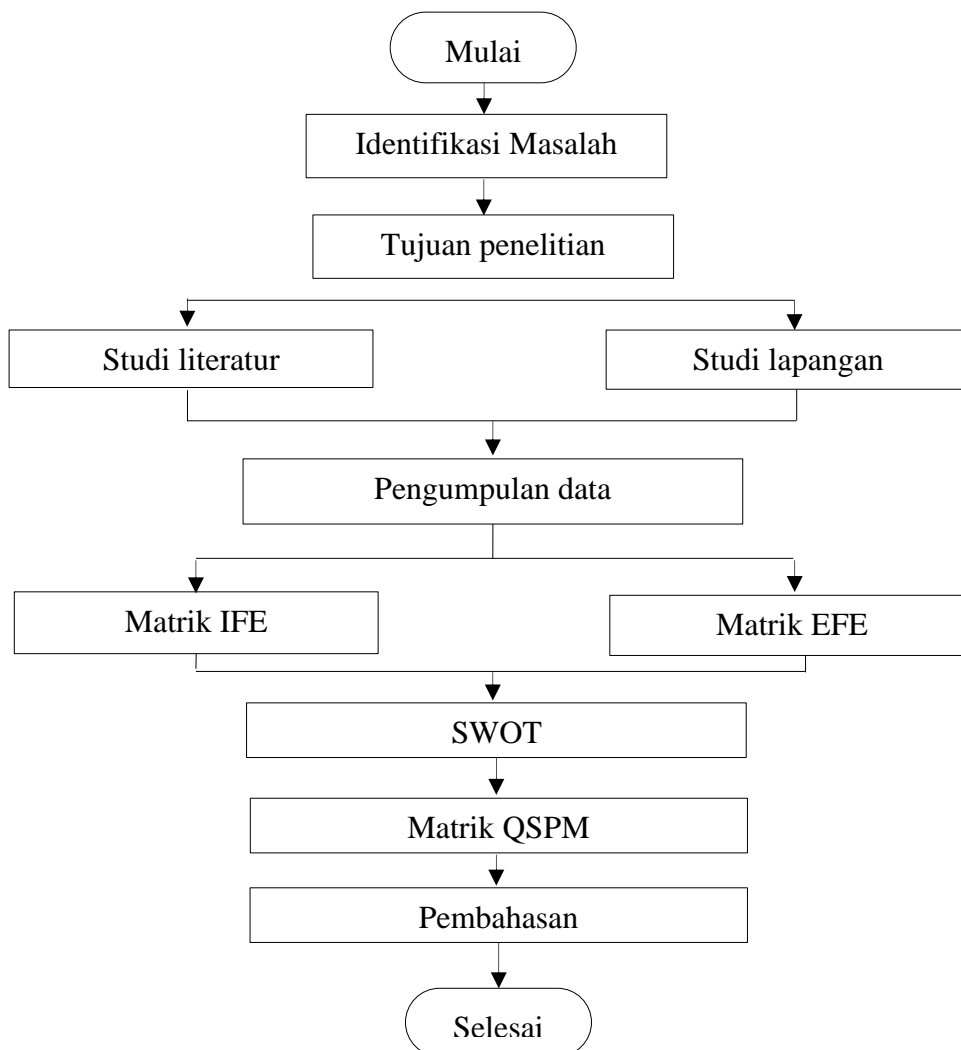 Mulai
Identifikasi Masalah
Tujuan penelitian
Studi literatur
Studi lapangan
Pengumpulan data
Matrik IFE
Matrik EFE
SWOT
Matrik QSPM
Pembahasan
Selesai